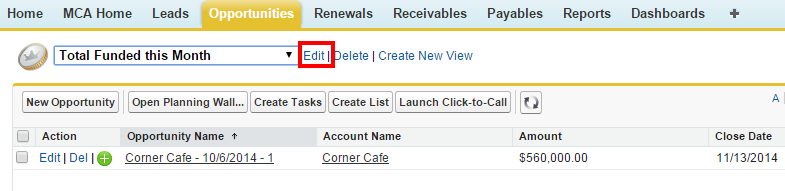 Home MCA Home Leads Opportunities Renewals Receivables Payables Reports Dashboards +
Total Funded this Month Edit | Delete | Create New View
New Opportunity Open Planning Wall... Create Tasks Create List Launch Click-to-Call A
Action Opportunity Name Account Name Amount Close Date
Edit | Del | Corner Cafe - 10/6/2014 - 1 Corner Cafe $560,000.00 11/13/2014